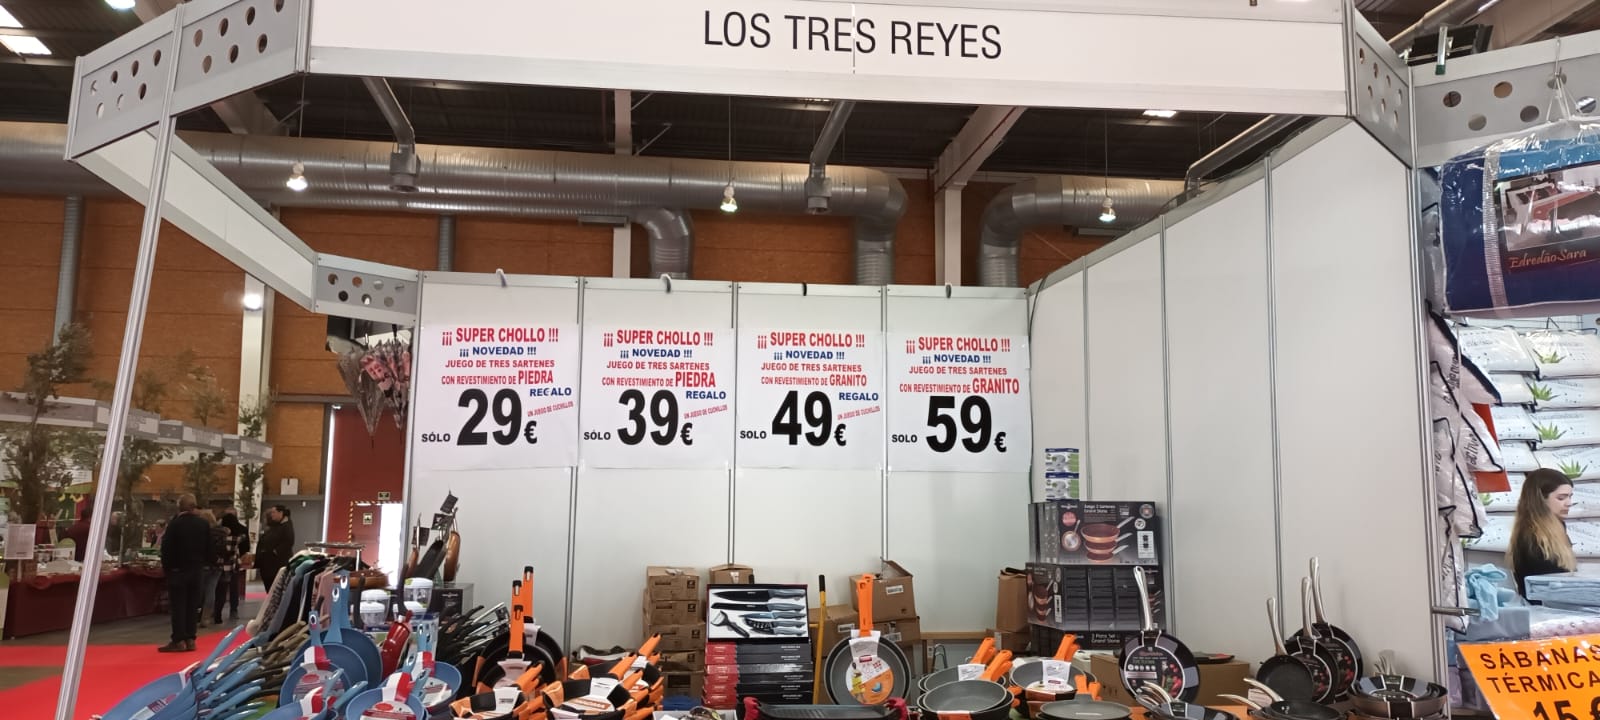 LOS TRES REYES
¡¡¡ SUPER CHOLLO !!!
¡¡¡ NOVEDAD !!!
JUEGO DE TRES SARTENES
CON REVESTIMIENTO DE PIEDRA
REGALO
UN JUEGO DE CUCHILLOS
SÓLO 29€
¡¡¡ SUPER CHOLLO !!!
¡¡¡ NOVEDAD !!!
JUEGO DE TRES SARTENES
CON REVESTIMIENTO DE PIEDRA
REGALO
UN JUEGO DE CUCHILLOS
SÓLO 39€
¡¡¡ SUPER CHOLLO !!!
¡¡¡ NOVEDAD !!!
JUEGO DE TRES SARTENES
CON REVESTIMIENTO DE GRANITO
REGALO
UN JUEGO DE CUCHILLOS
SOLO 49€
¡¡¡ SUPER CHOLLO !!!
¡¡¡ NOVEDAD !!!
JUEGO DE TRES SARTENES
CON REVESTIMIENTO DE GRANITO
SOLO 59€
Edredão Sara
SÁBANAS
TÉRMICA
15 €